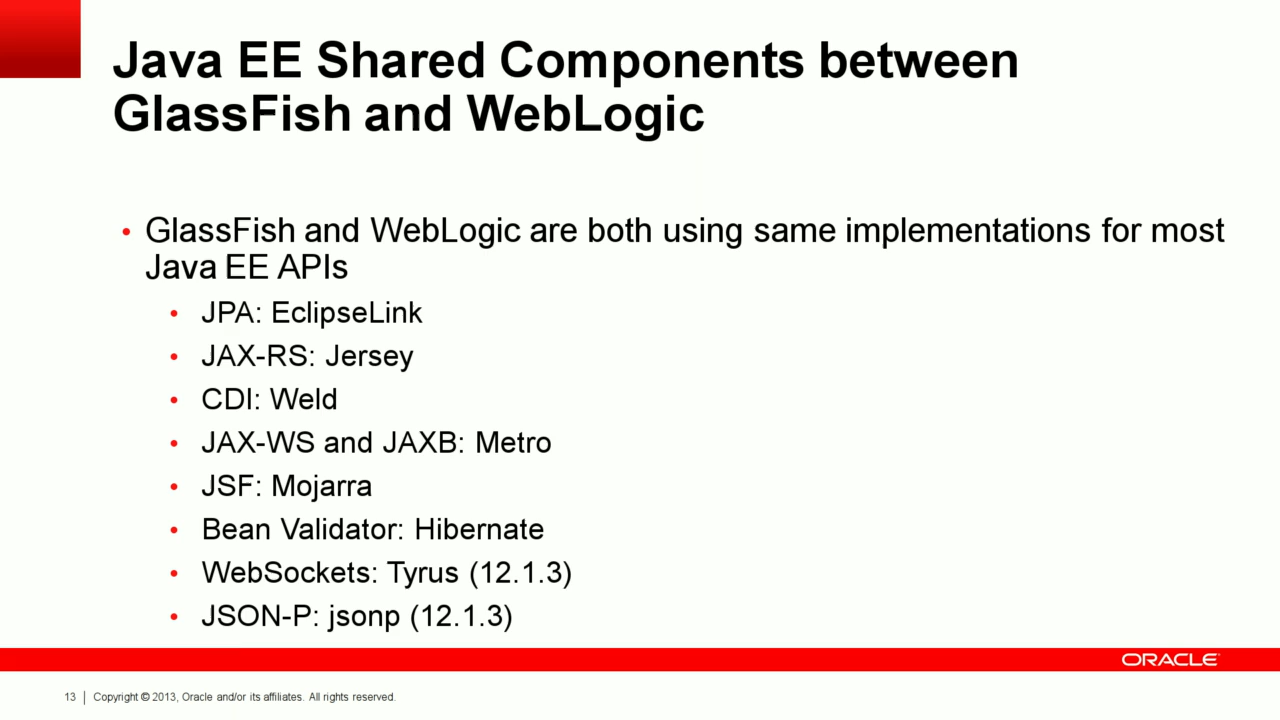 Java EE Shared Components between
GlassFish and WebLogic
• GlassFish and WebLogic are both using same implementations for most
Java EE APIs
• JPA: EclipseLink
• JAX-RS: Jersey
• CDI: Weld
• JAX-WS and JAXB: Metro
• JSF: Mojarra
• Bean Validator: Hibernate
• WebSockets: Tyrus (12.1.3)
• JSON-P: jsonp (12.1.3)
ORACLE
13 | Copyright © 2013, Oracle and/or its affiliates. All rights reserved.